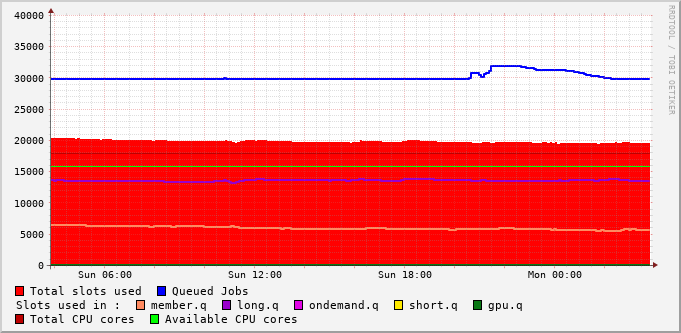 RRDTOOL / TOBI OETIKER
40000
35000
30000
25000
20000
15000
10000
5000
0
Sun 06:00 Sun 12:00 Sun 18:00 Mon 00:00
Total slots used Queued Jobs
Slots used in : member.q long.q ondemand.q short.q gpu.q
Total CPU cores Available CPU cores